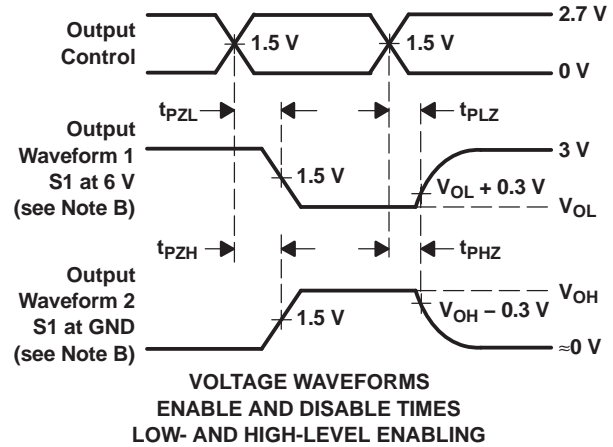 Output
Control
1.5 V
1.5 V
2.7 V
0 V
tPZL
tPLZ
Output
Waveform 1
S1 at 6 V
(see Note B)
1.5 V
3 V
VOL + 0.3 V
VOL
tPZH
tPHZ
Output
Waveform 2
S1 at GND
(see Note B)
1.5 V
VOH
VOH − 0.3 V
≈0 V
VOLTAGE WAVEFORMS
ENABLE AND DISABLE TIMES
LOW- AND HIGH-LEVEL ENABLING